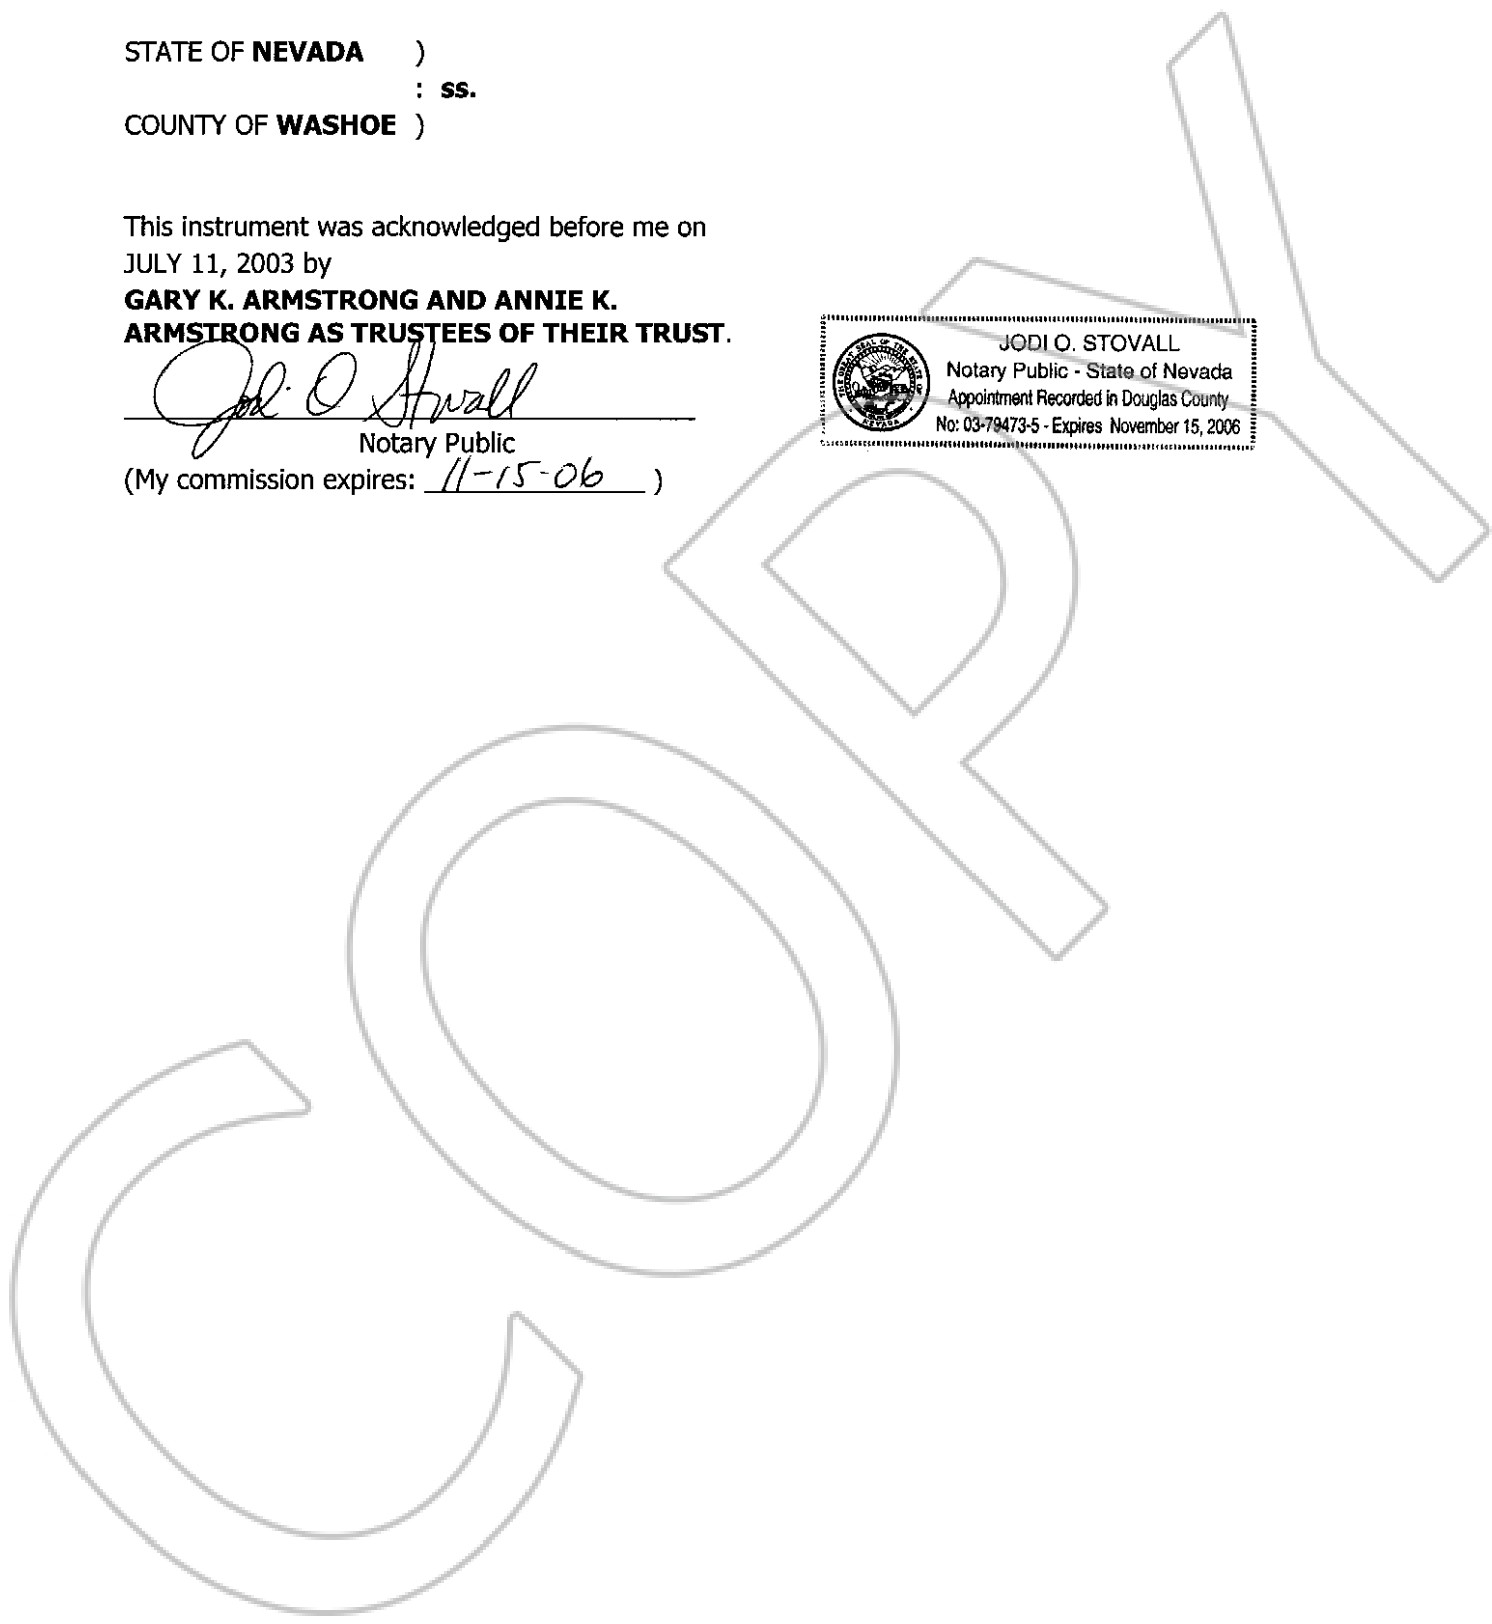 STATE OF NEVADA )
: ss.
COUNTY OF WASHOE )
This instrument was acknowledged before me on
JULY 11, 2003 by
GARY K. ARMSTRONG AND ANNIE K.
ARMSTRONG AS TRUSTEES OF THEIR TRUST.
Jodi O Stovall
Notary Public
(My commission expires: 11-15-06 )
JODI O. STOVALL
Notary Public - State of Nevada
Appointment Recorded in Douglas County
No: 03-79473-5 - Expires November 15, 2006
COPY